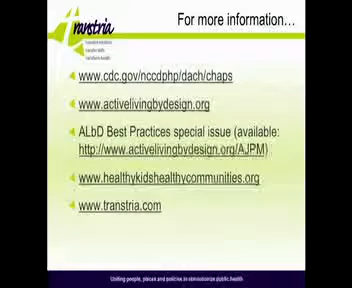 For more information…
transtria
www.cdc.gov/nccdphp/dach/chaps
www.activelivingbydesign.org
ALbD Best Practices special issue (available:
http://www.activelivingbydesign.org/AJPM)
www.healthykidshealthycommunities.org
www.transtria.com
Uniting people, places and policies to revolutionize public health